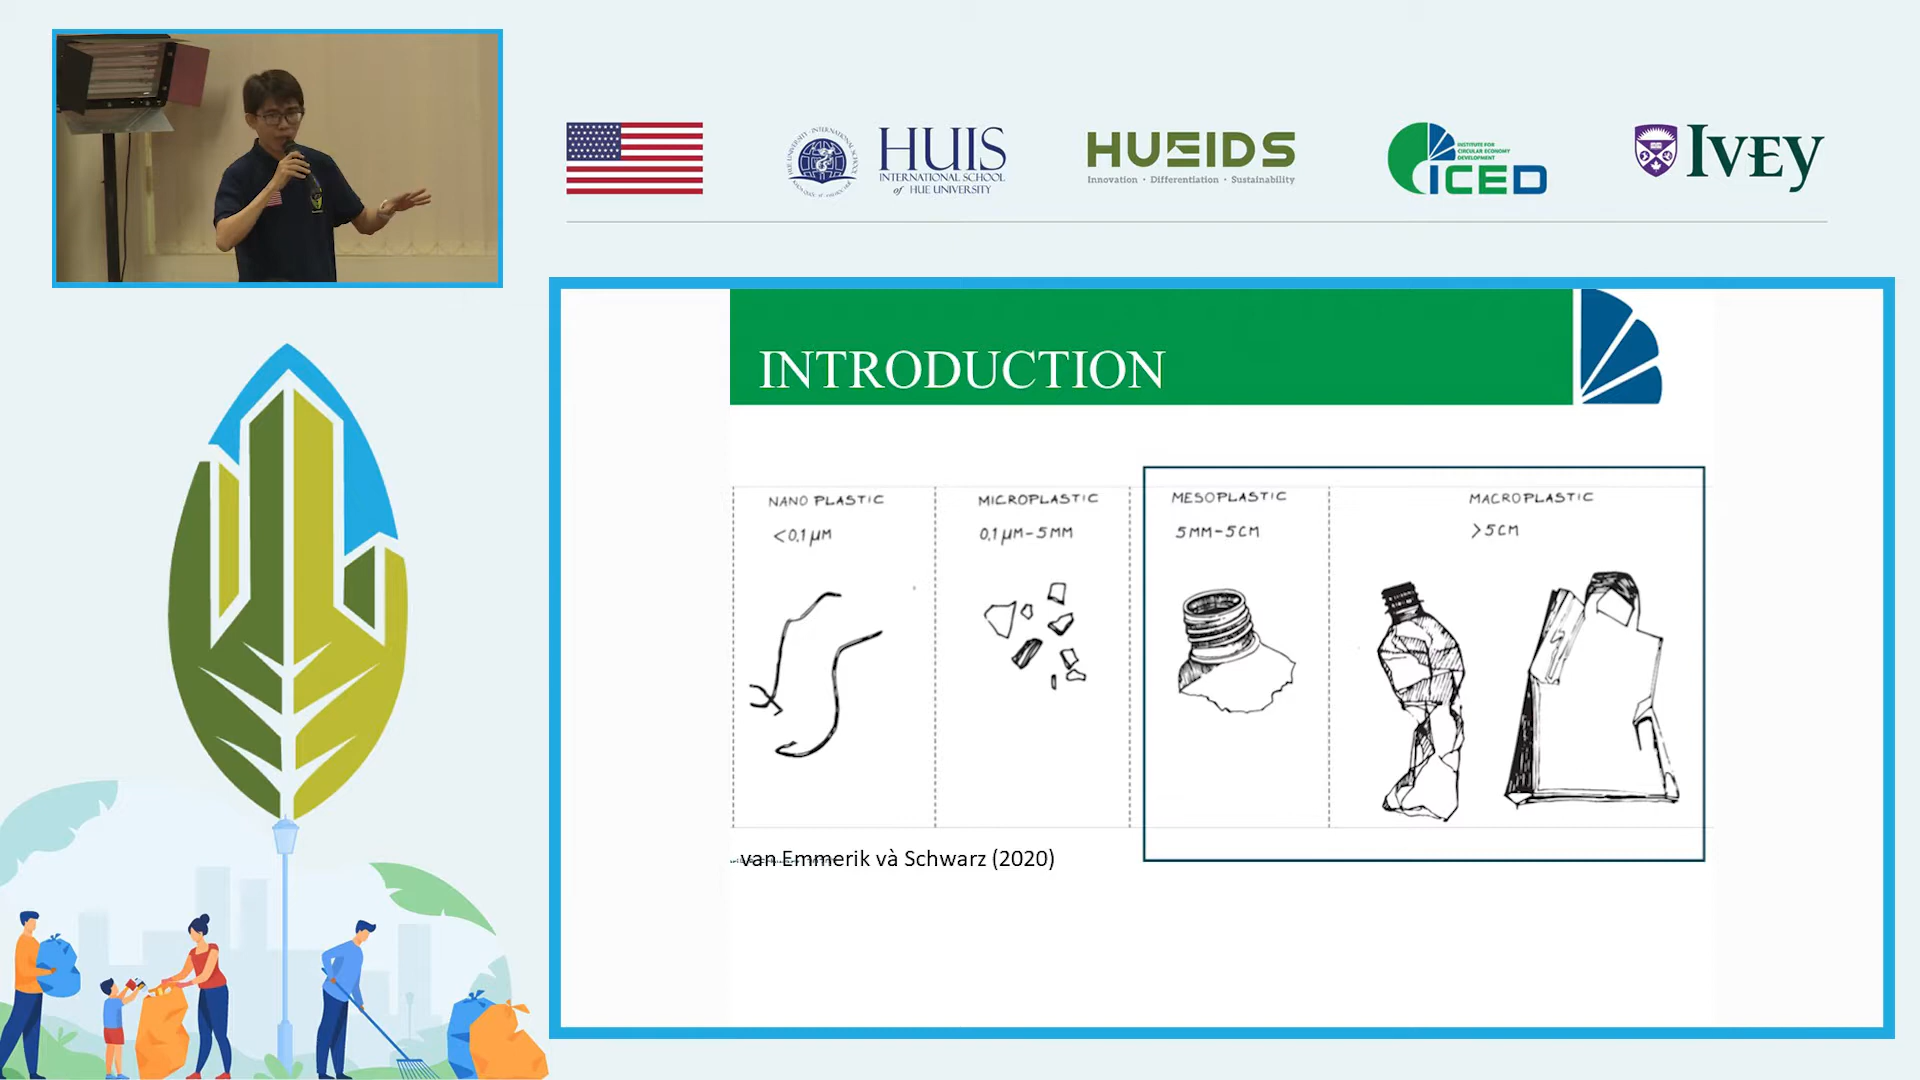 HUIS
INTERNATIONAL SCHOOL
of HUE UNIVERSITY
HUEIDS
Innovation • Differentiation • Sustainability
INSTITUTE FOR
CIRCULAR ECONOMY
DEVELOPMENT
ICED
IVEY
INTRODUCTION
NANO PLASTIC
<0,1 µM
MICROPLASTIC
0,1 µM-5MM
MESOPLASTIC
5MM-5CM
MACROPLASTIC
>5CM
van Emmerik và Schwarz (2020)